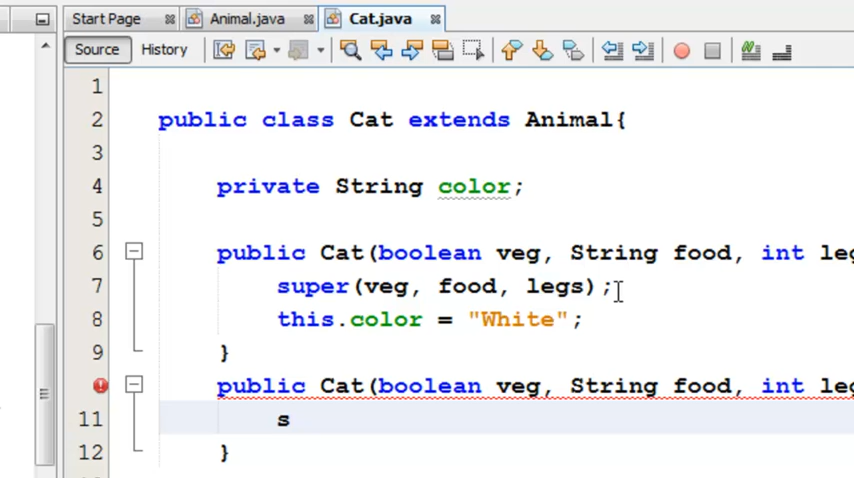 Start Page Animal.java Cat.java
Source History
1
2 public class Cat extends Animal{
3
4 private String color;
5
6 public Cat(boolean veg, String food, int leg
7 super(veg, food, legs);
8 this.color = "White";
9 }
public Cat(boolean veg, String food, int leg
11 s
12 }